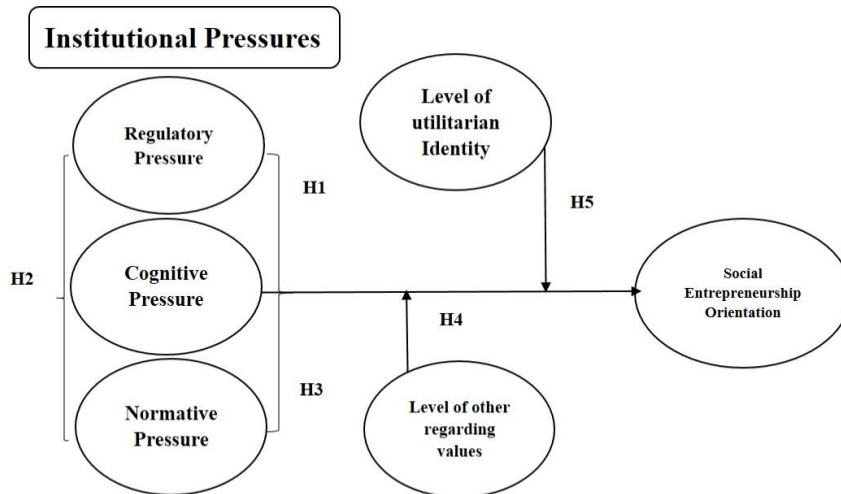 Institutional Pressures
Regulatory
Pressure
H1
H2
Cognitive
Pressure
H3
Normative
Pressure
Level of
utilitarian
Identity
H5
H4
Level of other
regarding
values
Social
Entrepreneurship
Orientation